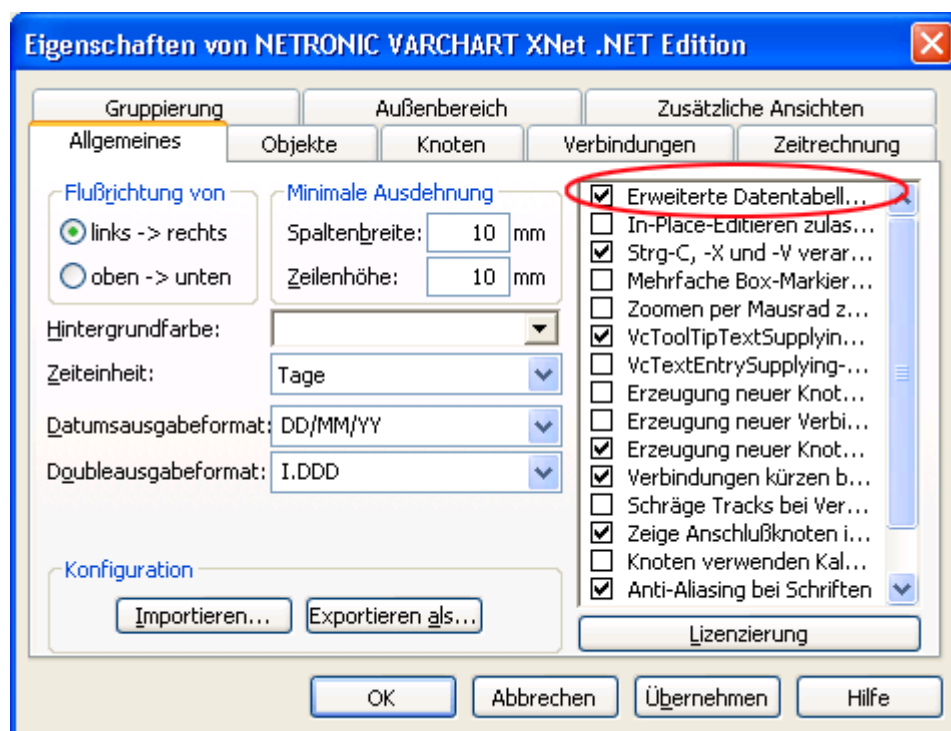 Eigenschaften von NETRONIC VARCHART XNet .NET Edition
Gruppierung
Außenbereich
Zusätzliche Ansichten
Allgemeines
Objekte
Knoten
Verbindungen
Zeitrechnung
Flußrichtung von
links -> rechts
oben -> unten
Minimale Ausdehnung
Spaltenbreite: 10 mm
Zeilenhöhe: 10 mm
Hintergrundfarbe:
Zeiteinheit: Tage
Datumsausgabeformat: DD/MM/YY
Doubleausgabeformat: I.DDD
Konfiguration
Importieren...
Exportieren als...
Erweiterte Datentabell...
In-Place-Editieren zulas...
Strg-C, -X und -V verar...
Mehrfache Box-Markier...
Zoomen per Mausrad z...
VcToolTipTextSupplyin...
VcTextEntrySupplying-...
Erzeugung neuer Knot...
Erzeugung neuer Verbi...
Erzeugung neuer Knot...
Verbindungen kürzen b...
Schräge Tracks bei Ver...
Zeige Anschlußknoten i...
Knoten verwenden Kal...
Anti-Aliasing bei Schriften
Lizenzierung
OK
Abbrechen
Übernehmen
Hilfe